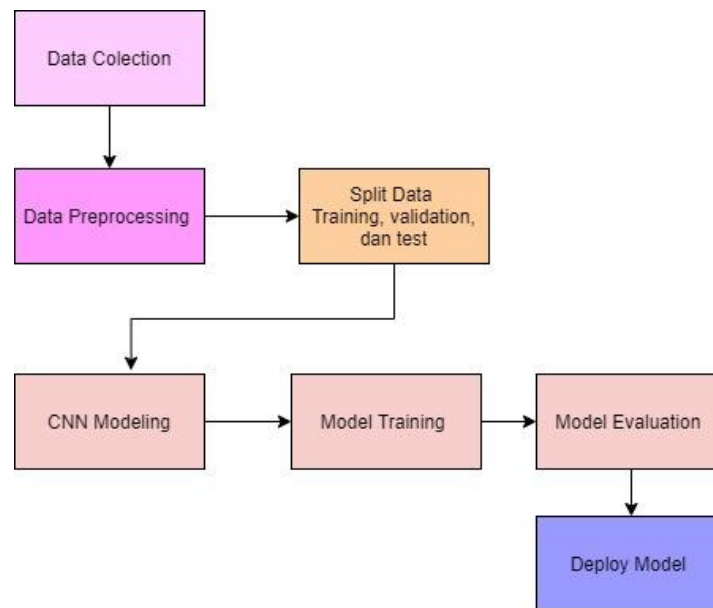 Data Colection
Data Preprocessing
Split Data
Training, validation,
dan test
CNN Modeling
Model Training
Model Evaluation
Deploy Model